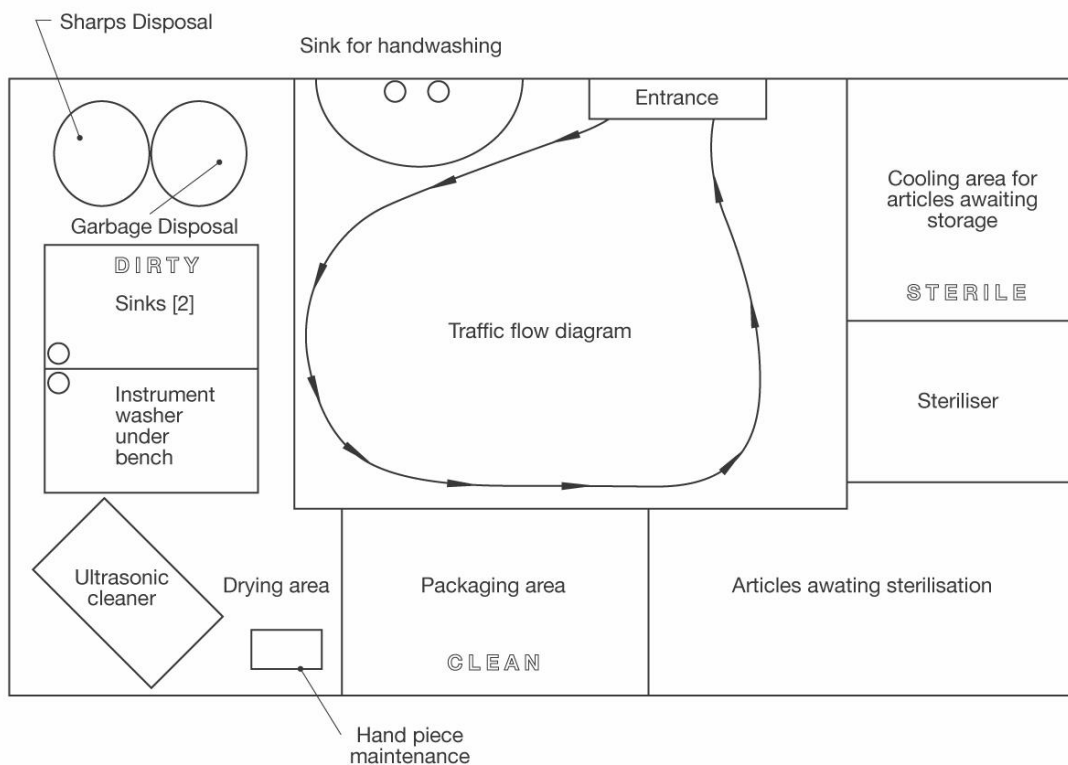 Sharps Disposal
Sink for handwashing
Entrance
Garbage Disposal
DIRTY
Sinks [2]
Instrument
washer
under
bench
Ultrasonic
cleaner
Drying area
Hand piece
maintenance
Traffic flow diagram
Packaging area
CLEAN
Articles awating sterilisation
Steriliser
Cooling area for
articles awaiting
storage
STERILE